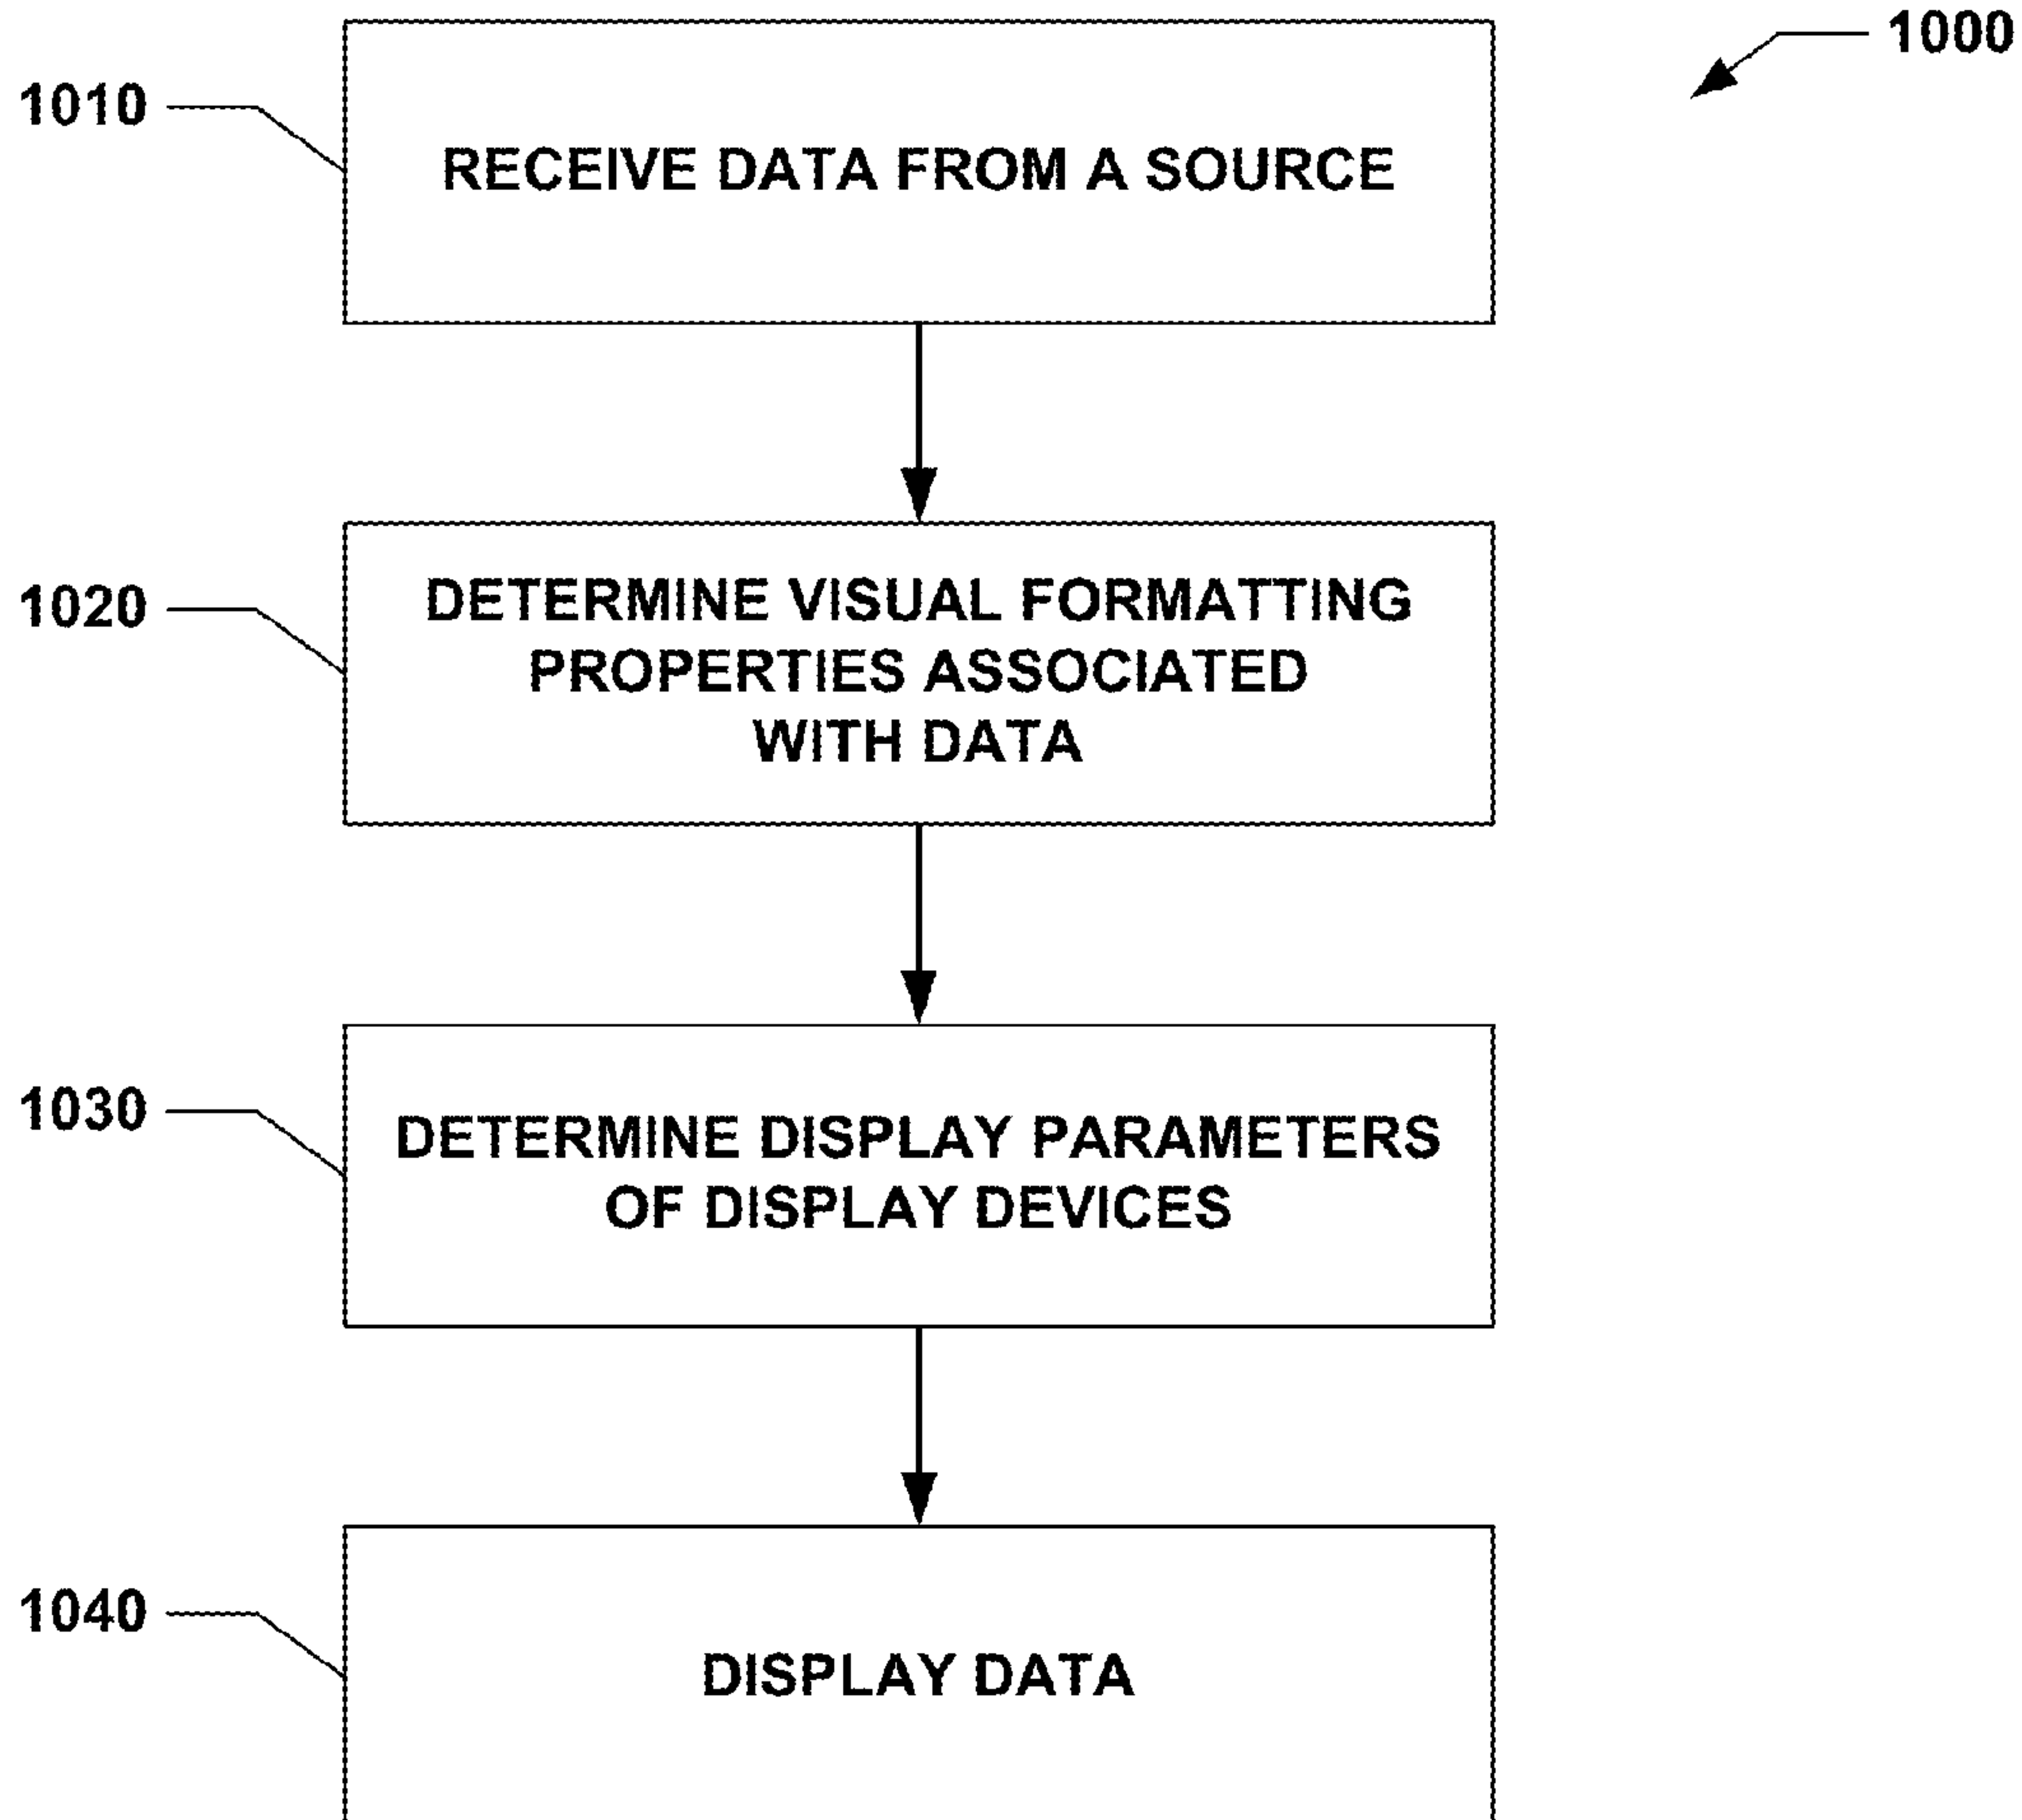 1000
1010
RECEIVE DATA FROM A SOURCE
1020
DETERMINE VISUAL FORMATTING
PROPERTIES ASSOCIATED
WITH DATA
1030
DETERMINE DISPLAY PARAMETERS
OF DISPLAY DEVICES
1040
DISPLAY DATA